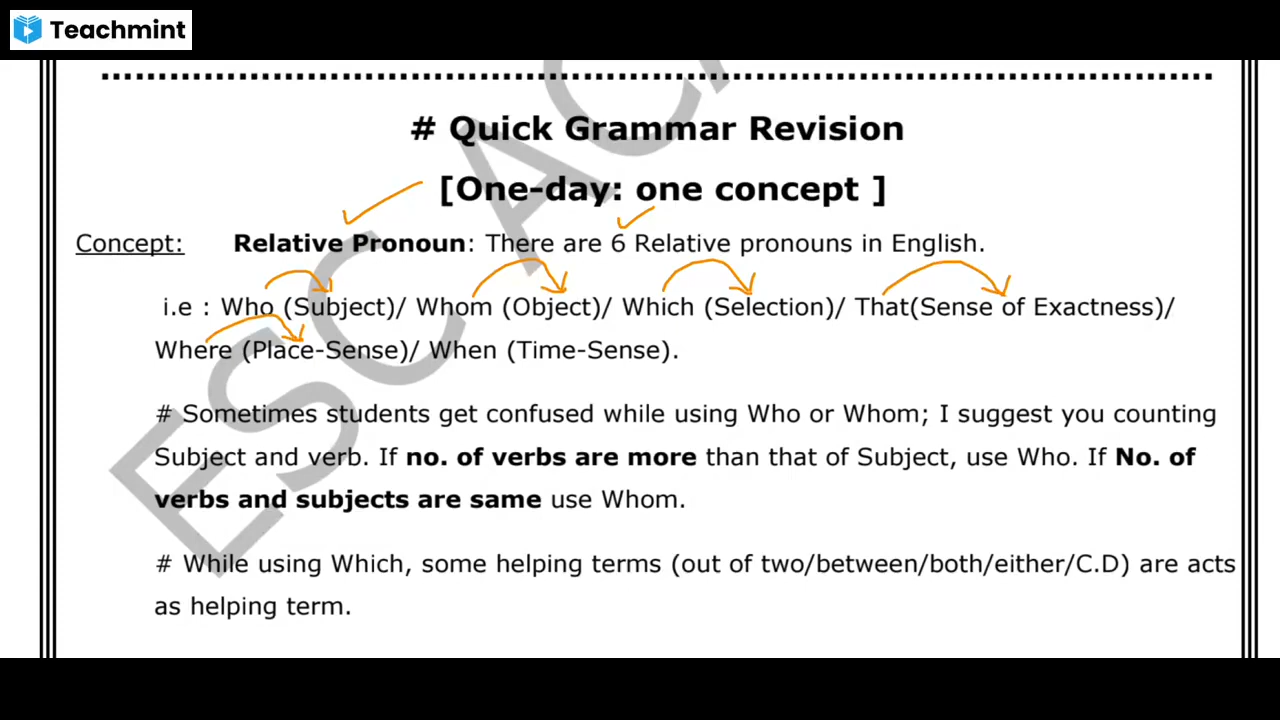 Teachmint
# Quick Grammar Revision
[One-day: one concept ]
Concept: Relative Pronoun: There are 6 Relative pronouns in English.
i.e : Who (Subject)/ Whom (Object)/ Which (Selection)/ That(Sense of Exactness)/
Where (Place-Sense)/ When (Time-Sense).
# Sometimes students get confused while using Who or Whom; I suggest you counting
Subject and verb. If no. of verbs are more than that of Subject, use Who. If No. of
verbs and subjects are same use Whom.
# While using Which, some helping terms (out of two/between/both/either/C.D) are acts
as helping term.